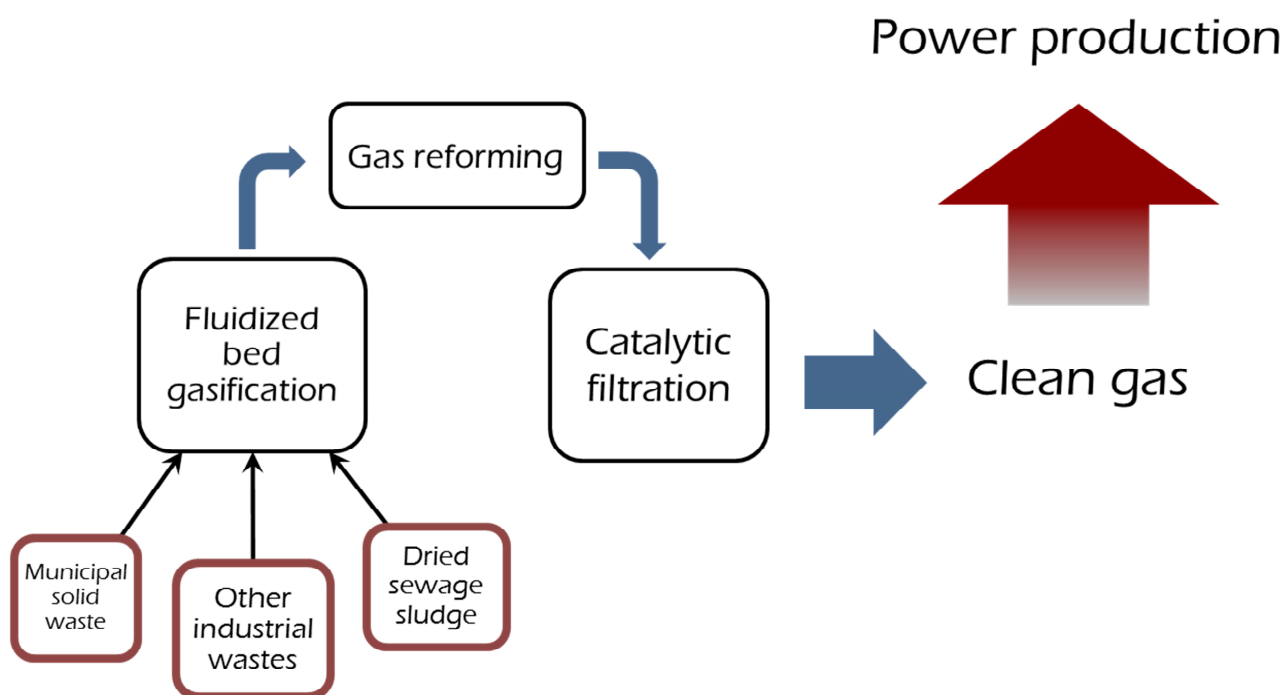 Power production
Gas reforming
Fluidized
bed
gasification
Catalytic
filtration
Clean gas
Municipal
solid
waste
Other
industrial
wastes
Dried
sewage
sludge